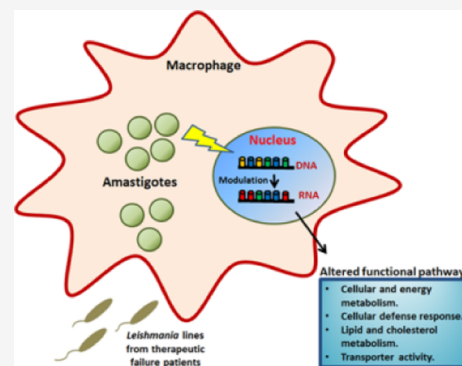 Macrophage
Nucleus
DNA
Modulation
RNA
Amastigotes
Leishmania lines
from therapeutic
failure patients
Altered functional pathway
• Cellular and energy
metabolism.
• Cellular defense response.
• Lipid and cholesterol
metabolism.
• Transporter activity.